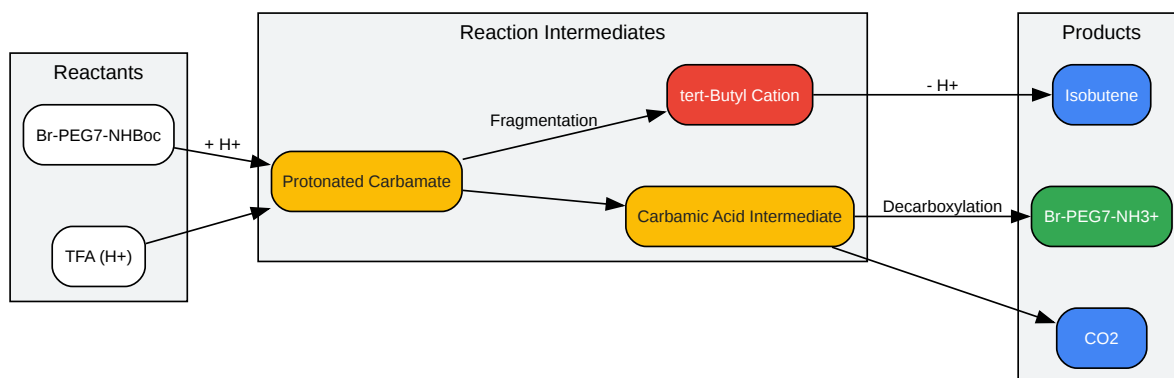 Reactants
Br-PEG7-NHBoc
TFA (H+)
+ H+
Reaction Intermediates
Protonated Carbamate
Fragmentation
tert-Butyl Cation
Carbamic Acid Intermediate
- H+
Decarboxylation
Products
Isobutene
Br-PEG7-NH3+
CO2